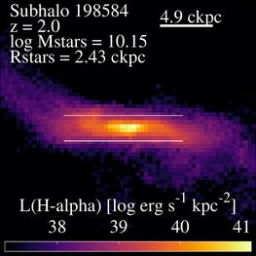 Subhalo 198584
4.9 ckpc
z = 2.0
log Mstars = 10.15
Rstars = 2.43 ckpc
L(H-alpha) [log erg s⁻¹ kpc⁻²]
38 39 40 41